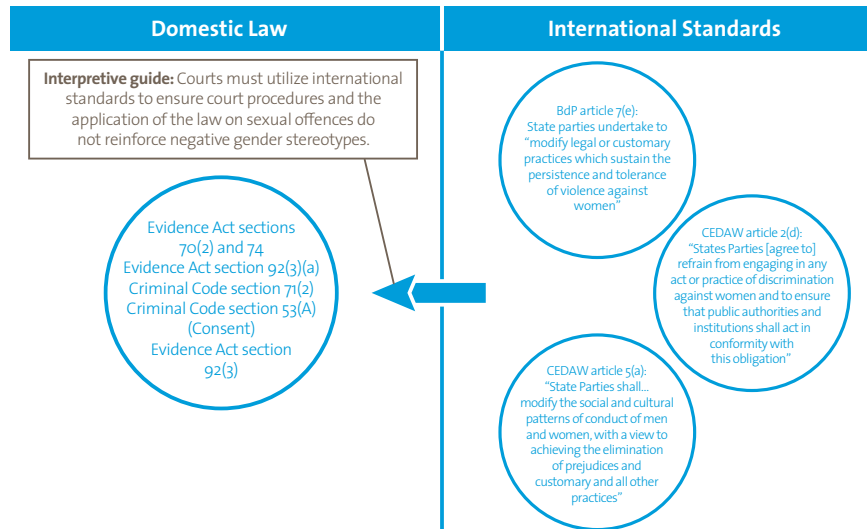 Domestic Law
International Standards
Interpretive guide: Courts must utilize international
standards to ensure court procedures and the
application of the law on sexual offences do
not reinforce negative gender stereotypes.
Evidence Act sections
70(2) and 74
Evidence Act section 92(3)(a)
Criminal Code section 71(2)
Criminal Code section 53(A)
(Consent)
Evidence Act section
92(3)
BdP article 7(e):
State parties undertake to
“modify legal or customary
practices which sustain the
persistence and tolerance
of violence against
women”
CEDAW article 2(d):
“States Parties [agree to]
refrain from engaging in any
act or practice of discrimination
against women and to ensure
that public authorities and
institutions shall act in
conformity with
this obligation”
CEDAW article 5(a):
“State Parties shall...
modify the social and cultural
patterns of conduct of men
and women, with a view to
achieving the elimination
of prejudices and
customary and all other
practices”